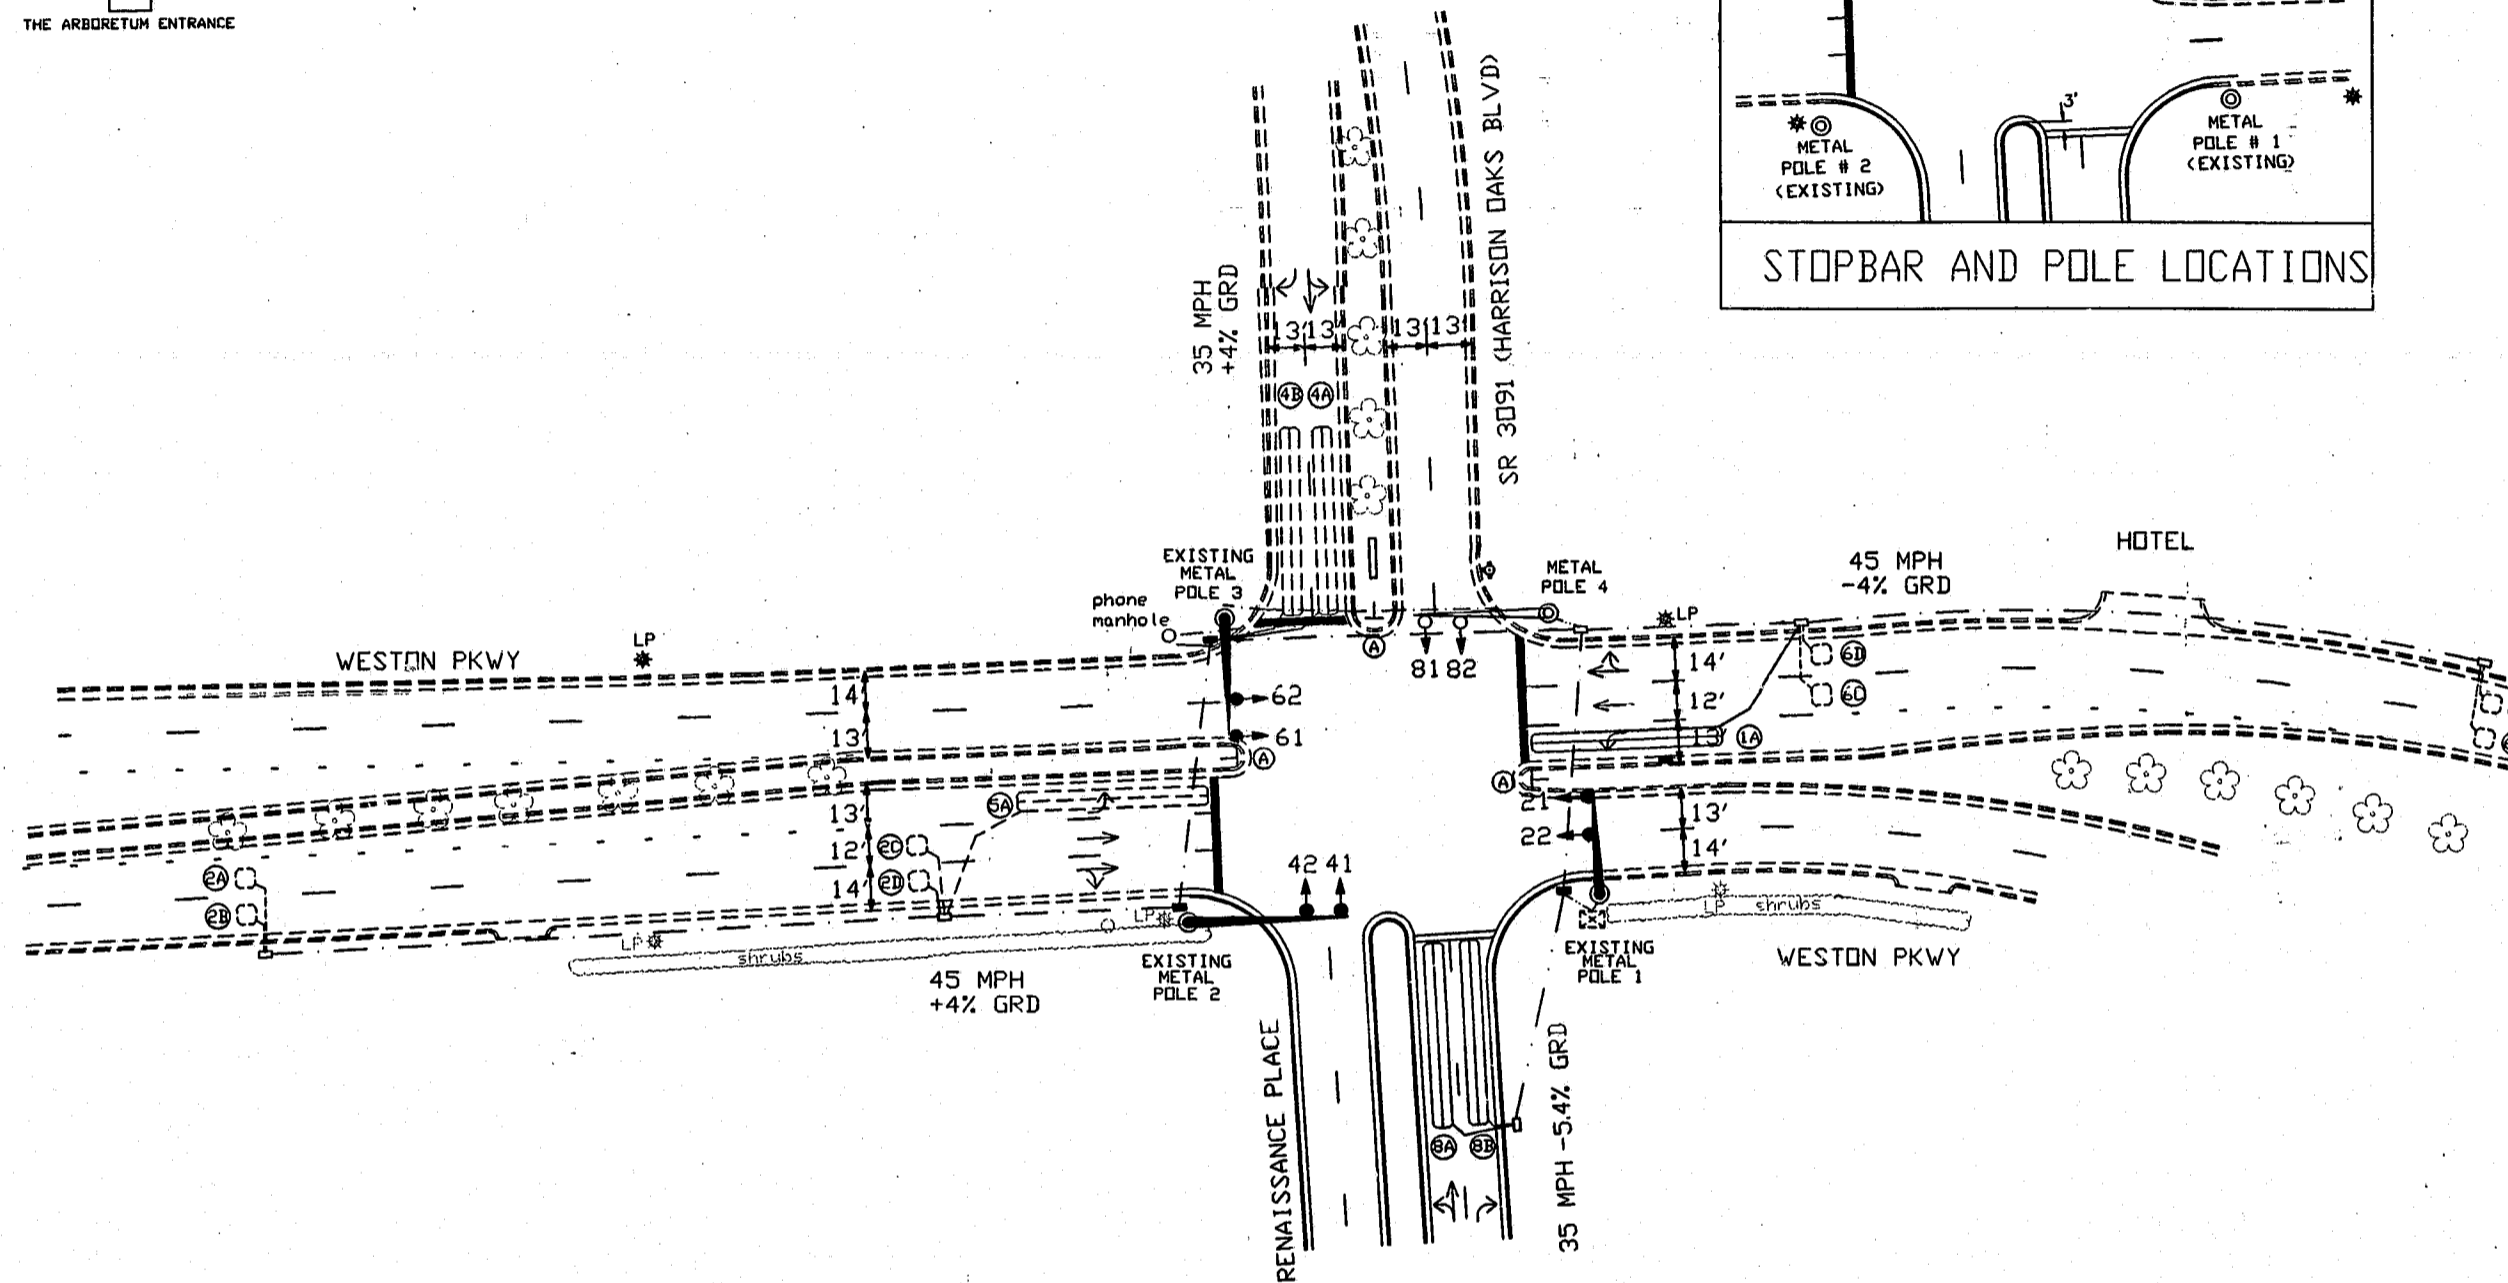 THE ARBORETUM ENTRANCE
3'
METAL
POLE # 2
(EXISTING)
METAL
POLE # 1
(EXISTING)
STOPBAR AND POLE LOCATIONS
35 MPH
+4% GRD
13'
13'
13'
13'
SR 3091 (HARRISON OAKS BLVD)
4B
4A
EXISTING
METAL
POLE 3
phone
manhole
METAL
POLE 4
HOTEL
45 MPH
-4% GRD
LP
WESTON PKWY
LP
A
81
82
62
61
A
14'
13'
14'
12'
13'
6D
6C
1A
A
21
22
5A
13'
12'
14'
2C
2D
2A
2B
13'
14'
42
41
LP
LP
shrubs
LP
shrubs
45 MPH
+4% GRD
EXISTING
METAL
POLE 2
EXISTING
METAL
POLE 1
WESTON PKWY
RENAISSANCE PLACE
8A
8B
35 MPH -5.4% GRD